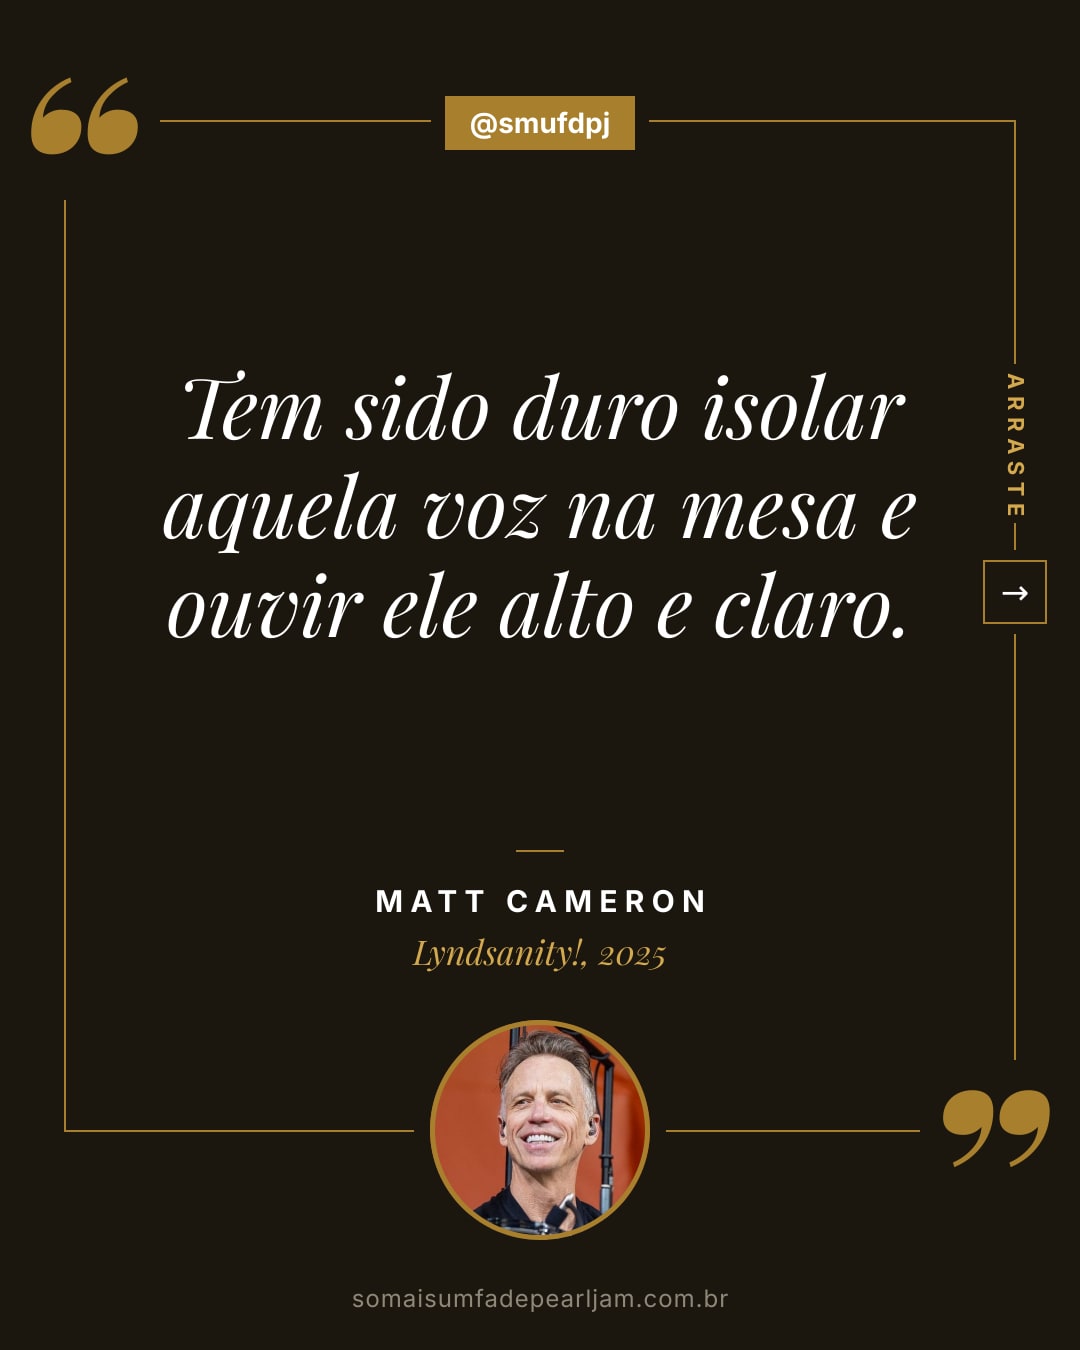 @smufdpj
Tem sido duro isolar
aquela voz na mesa e
ouvir ele alto e claro.
ARRASTE
→
MATT CAMERON
Lyndsanity!, 2025
somaisumfadepearljam.com.br